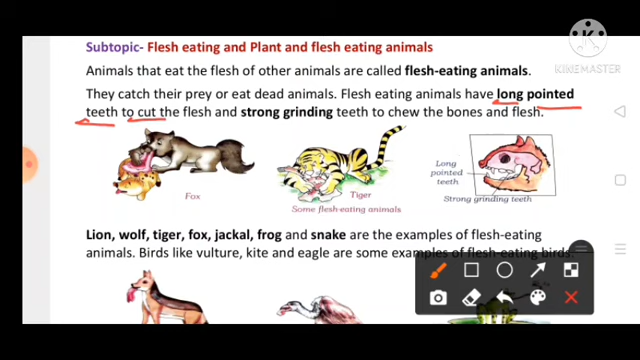 Subtopic- Flesh eating and Plant and flesh eating animals
Animals that eat the flesh of other animals are called flesh-eating animals.
They catch their prey or eat dead animals. Flesh eating animals have long pointed
teeth to cut the flesh and strong grinding teeth to chew the bones and flesh.
Fox
Tiger
Some flesh-eating animals
Long
pointed
teeth
Strong grinding teeth
Lion, wolf, tiger, fox, jackal, frog and snake are the examples of flesh-eating
animals. Birds like vulture, kite and eagle are some examples of flesh-eating birds.
Made with
KINEMASTER